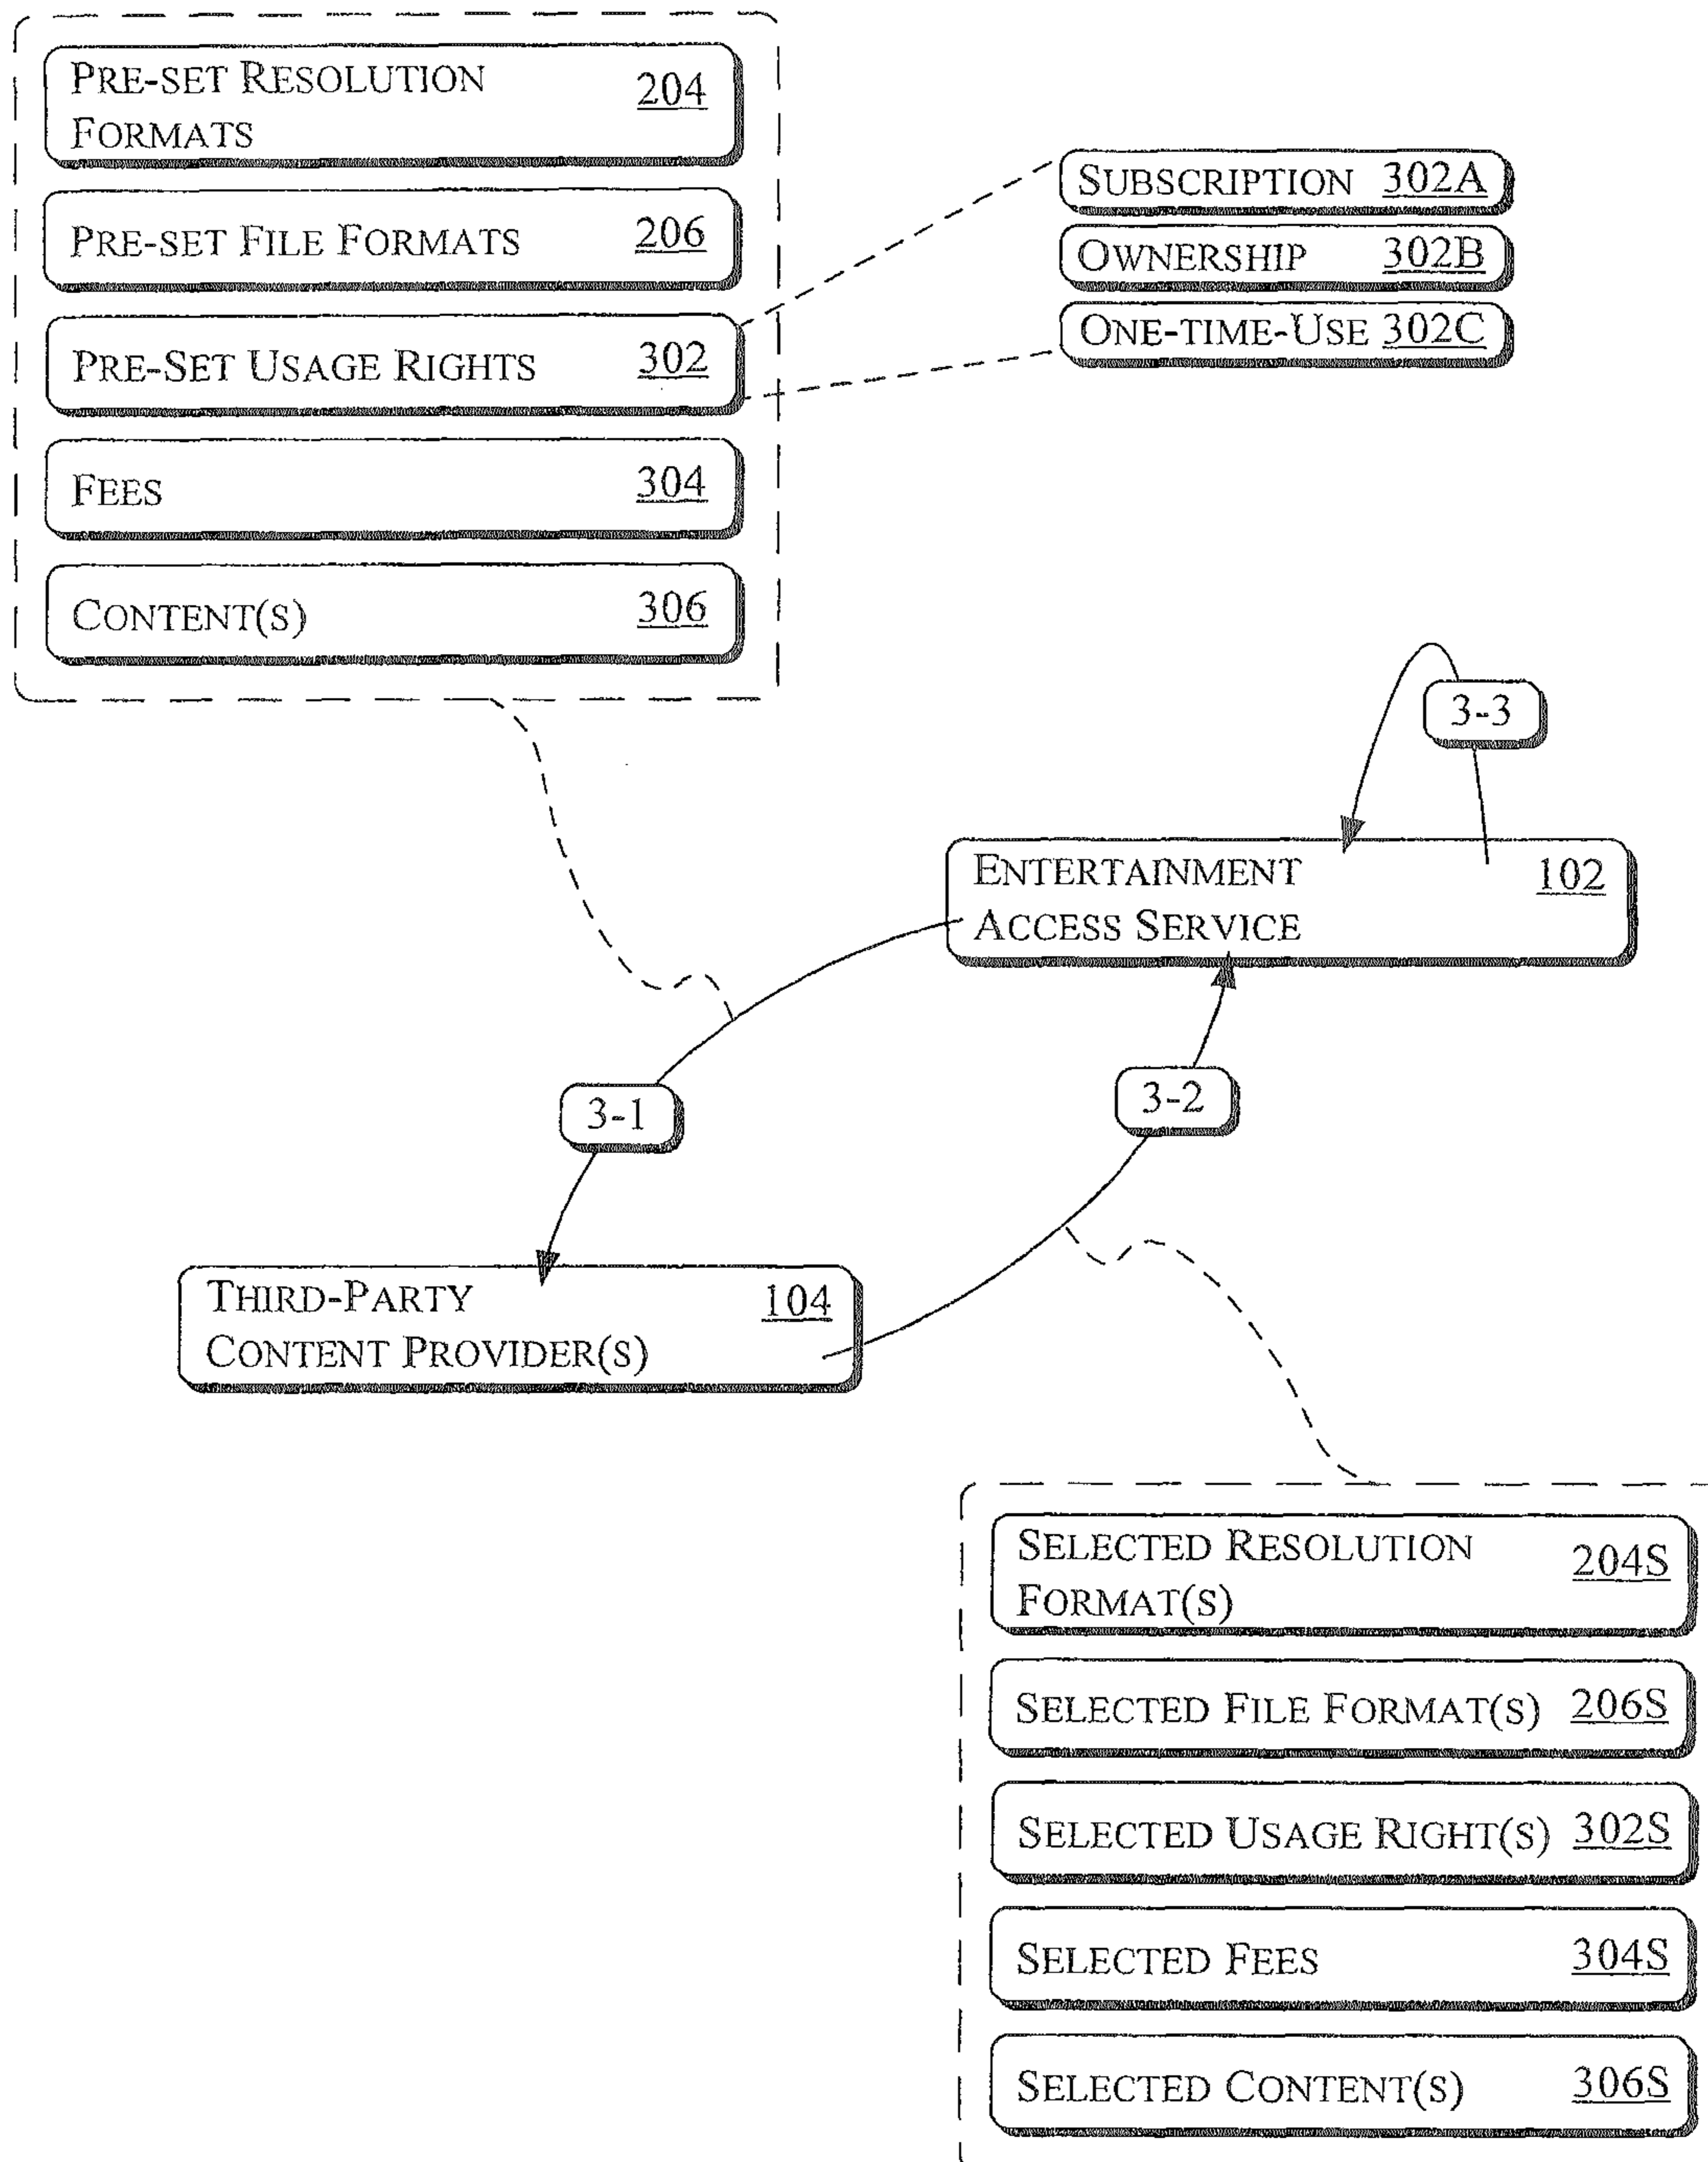 PRE-SET RESOLUTION 204
FORMATS
PRE-SET FILE FORMATS 206
PRE-SET USAGE RIGHTS 302
FEES 304
CONTENT(S) 306
SUBSCRIPTION 302A
OWNERSHIP 302B
ONE-TIME-USE 302C
3-3
ENTERTAINMENT 102
ACCESS SERVICE
3-1
3-2
THIRD-PARTY 104
CONTENT PROVIDER(S)
SELECTED RESOLUTION 204S
FORMAT(S)
SELECTED FILE FORMAT(S) 206S
SELECTED USAGE RIGHT(S) 302S
SELECTED FEES 304S
SELECTED CONTENT(S) 306S